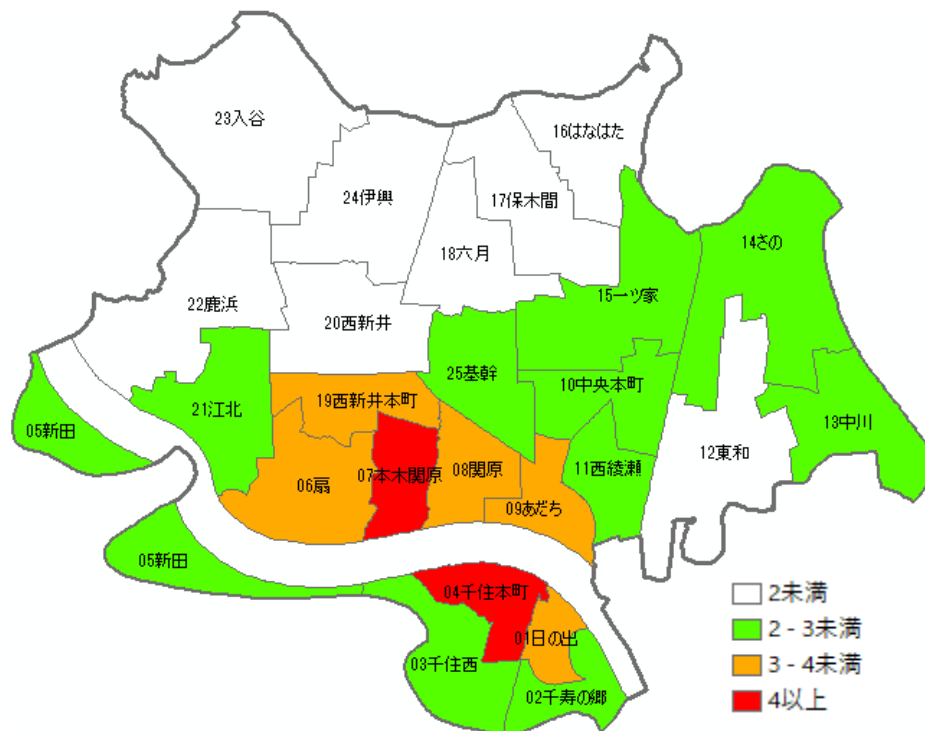 23入谷
16はなはた
24伊興
17保木間
18六月
14さの
15一ツ家
22鹿浜
20西新井
25基幹
10中央本町
19西新井本町
21江北
13中川
05新田
12東和
08関原
11西綾瀬
07本木関原
06扇
09あだち
05新田
04千住本町
01日の出
03千住西
02千寿の郷
2未満
2 - 3未満
3 - 4未満
4以上